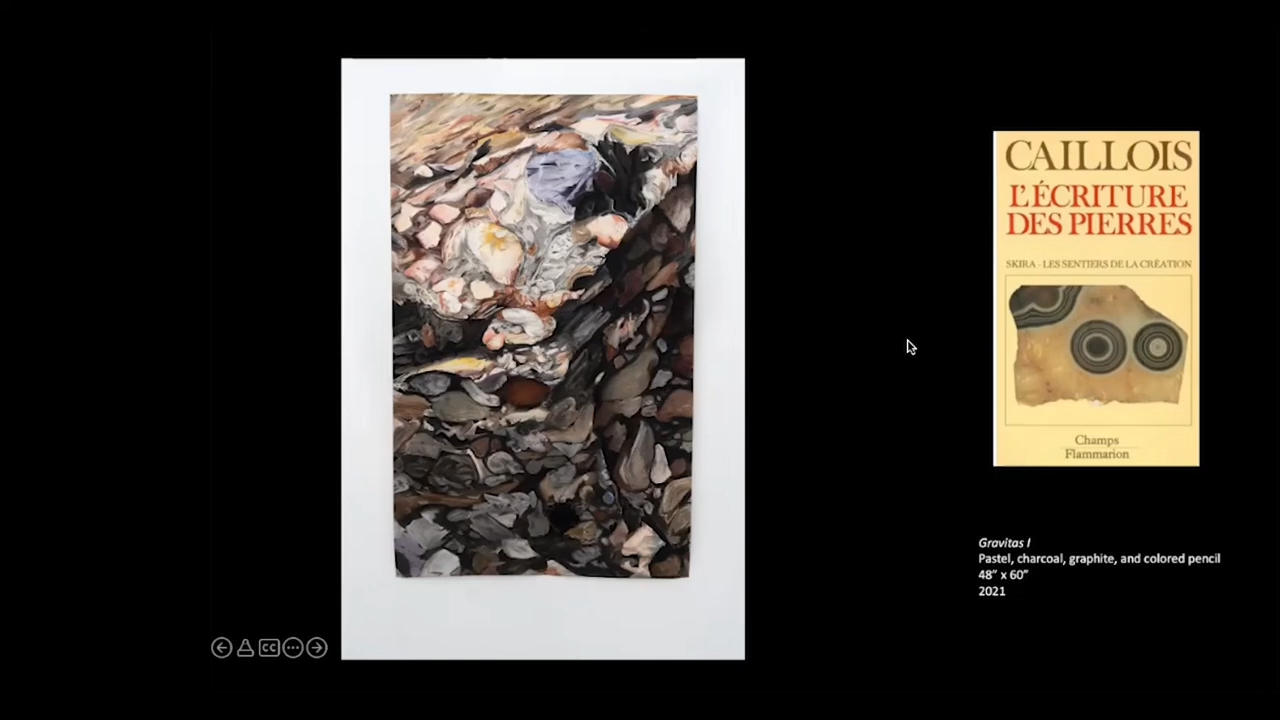 CAILLOIS
L'ÉCRITURE
DES PIERRES
SKIRA - LES SENTIERS DE LA CRÉATION
Champs
Flammarion
Gravitas I
Pastel, charcoal, graphite, and colored pencil
48” x 60”
2021
CC